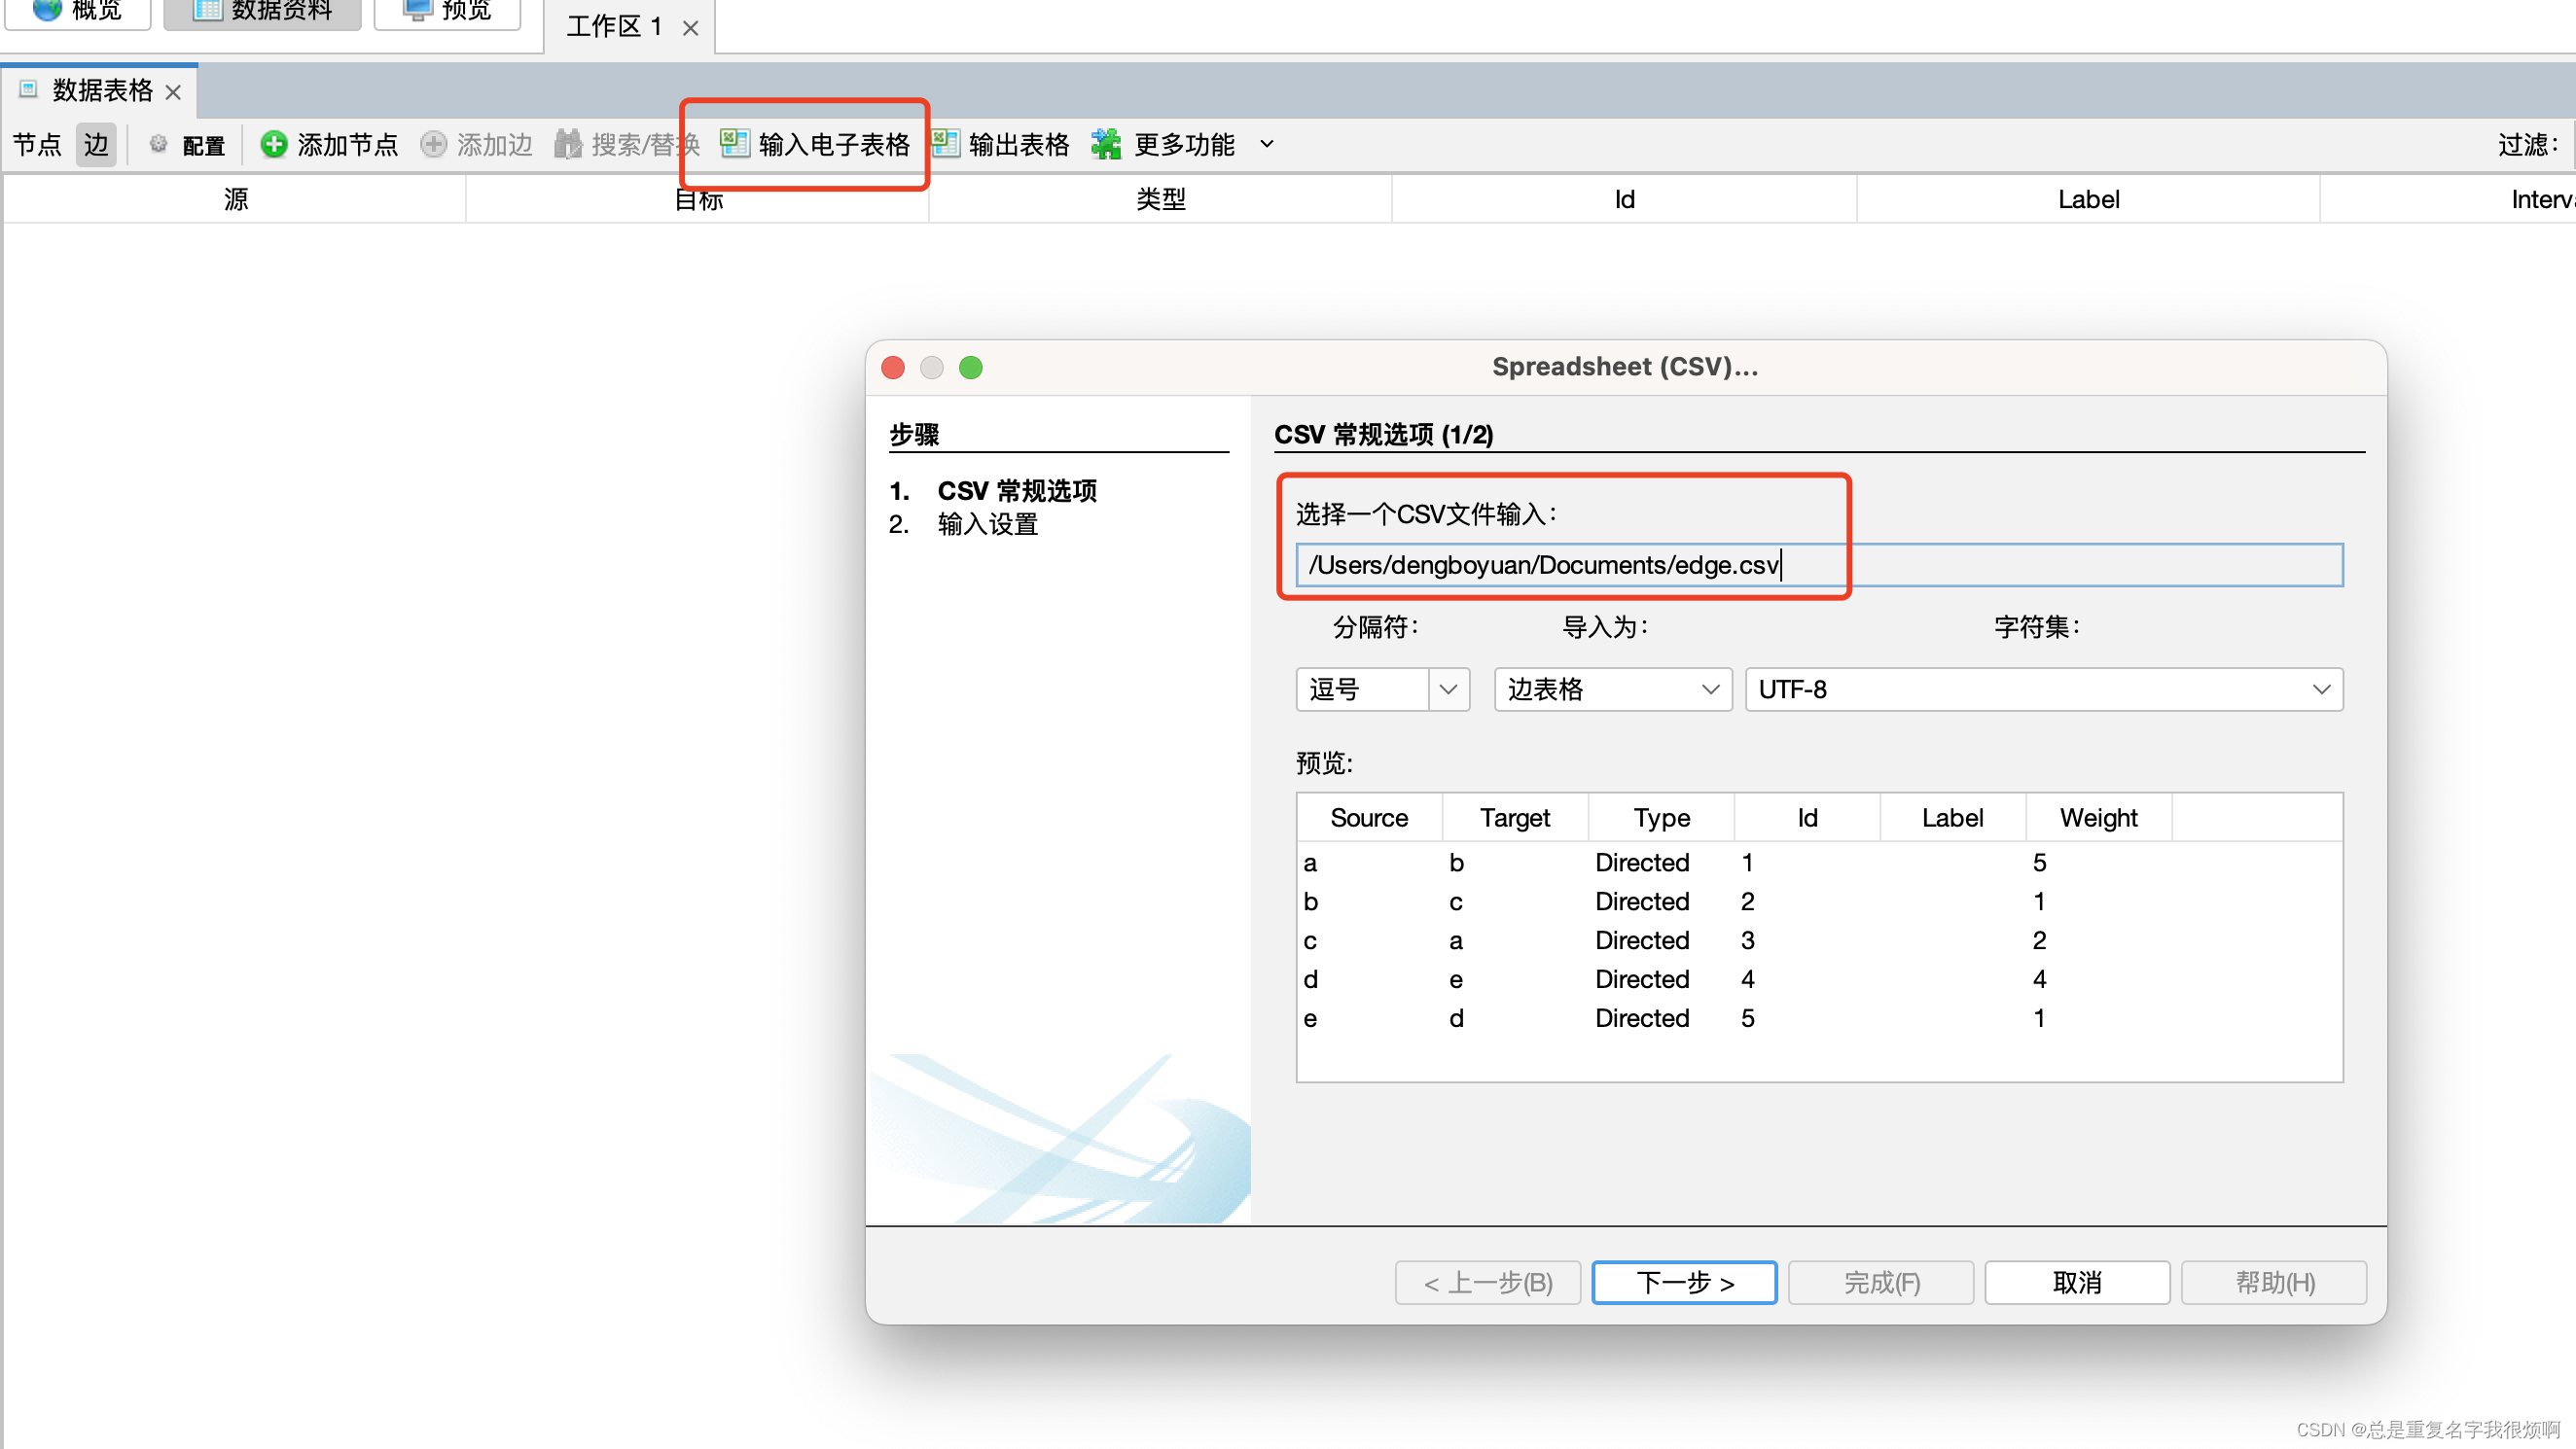 概览 数据资料 预览 工作区 1
数据表格
节点 边 配置 添加节点 添加边 搜索/替换 输入电子表格 输出表格 更多功能 过滤：
源 目标 类型 Id Label Interva
Spreadsheet (CSV)...
步骤
1. CSV 常规选项
2. 输入设置
CSV 常规选项 (1/2)
选择一个CSV文件输入：
/Users/dengboyuan/Documents/edge.csv
分隔符： 导入为： 字符集：
逗号 边表格 UTF-8
预览:
Source Target Type Id Label Weight
a b Directed 1 5
b c Directed 2 1
c a Directed 3 2
d e Directed 4 4
e d Directed 5 1
< 上一步(B) 下一步 > 完成(F) 取消 帮助(H)
CSDN @总是重复名字我很烦啊